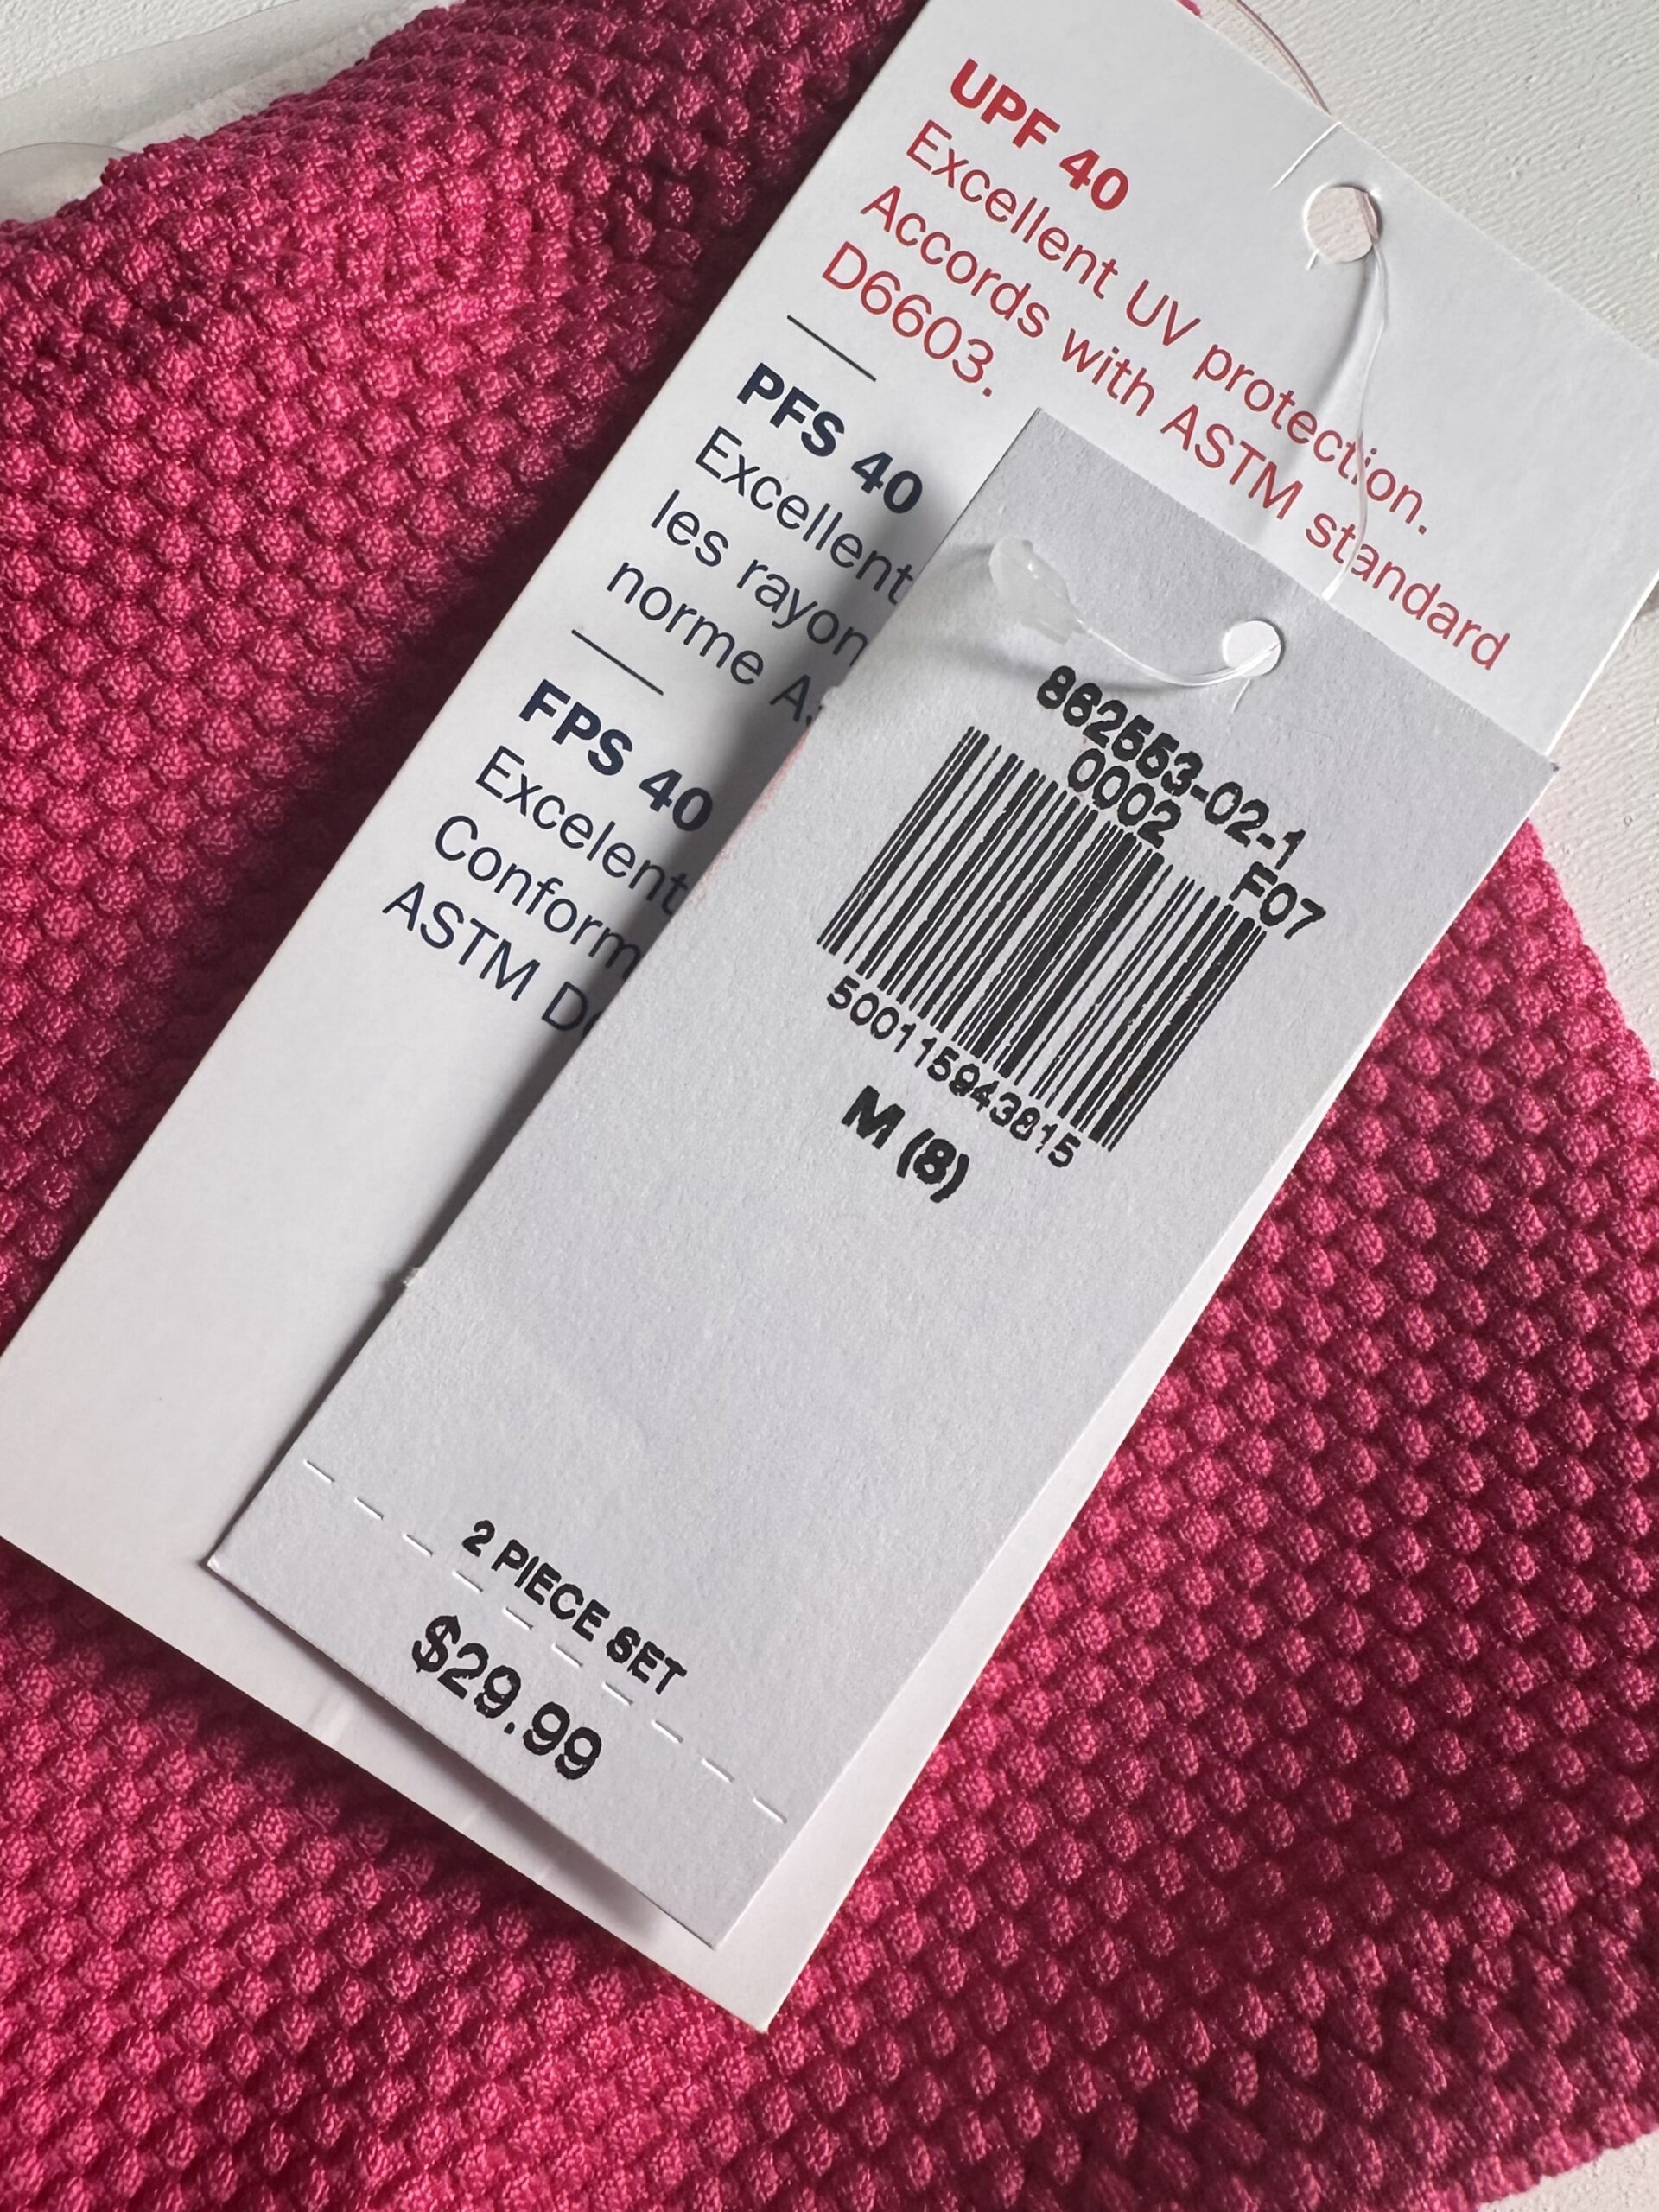 UPF 40
Excellent UV protection.
Accords with ASTM standard
D6603.
PFS 40
Excellent
les rayon
norme
FPS 40
Excelent
Conform
ASTM
862553-02-1
0002
F07
500115943815
M (8)
2 PIECE SET
$29.99